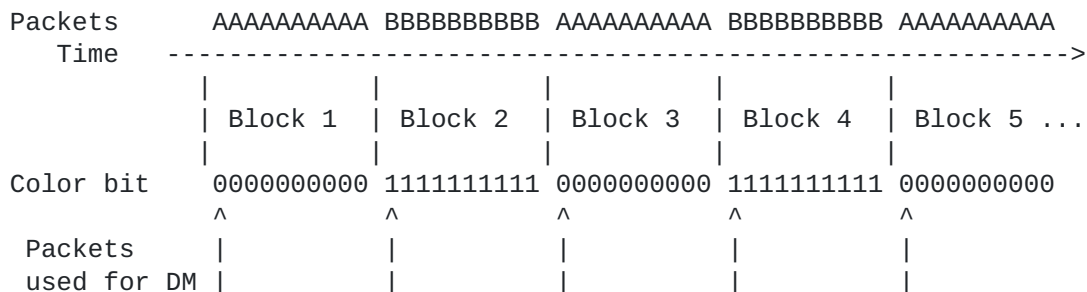 Packets     AAAAAAAAAA BBBBBBBBBB AAAAAAAAAA BBBBBBBBBB AAAAAAAAAA
   Time   ---------------------------------------------------------->
            |          |          |          |          |
            | Block 1  | Block 2  | Block 3  | Block 4  | Block 5 ...
            |          |          |          |          |
Color bit    0000000000 1111111111 0000000000 1111111111 0000000000
             ^          ^          ^          ^          ^
 Packets     |          |          |          |          |
 used for DM |          |          |          |          |